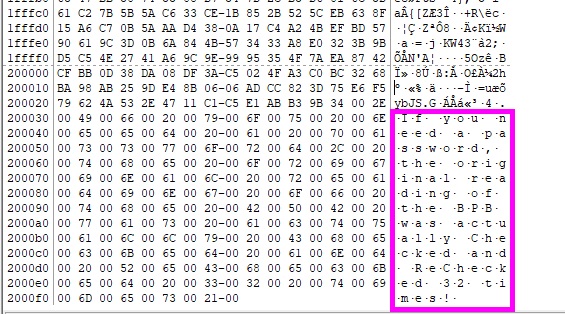 fffc0 61 C2 7B 5B 5A C6 33 CE-1B 85 2B 52 5C EB 63 8F aÂ{[ZÆ3Î··+R\ëc·
fffd0 15 A6 C7 0B 5A AA D4 38-0A 17 C4 A2 4B EF BD 57 ·¦Ç·ZªÔ8··Ä¢Kï½W
fffe0 90 61 9C 3D 0B 6A 84 4B-57 34 33 A8 E0 32 3B 9B ·a·=·j·KW43¨à2;·
ffff0 D5 C5 4E 27 41 A6 9C 9E-99 95 35 4F 7A EA 87 42 ÕÅN'A¦····5Ozê·B
200000 CF BB 0D 38 DA 08 DF 3A-C5 02 4F A3 C0 BC 32 68 Ï»·8Ú·ß:Å·O£À¼2h
200010 BA 98 AB 25 9D E4 8B 06-06 AD CC 82 3D 75 E6 F5 º·«%·ä···-Ì·=uæõ
200020 79 62 4A 53 2E 47 11 C1-C5 E1 AB B3 9B 34 00 2E ybJS.G·ÁÅá«³·4·.
200030 00 49 00 66 00 20 00 79-00 6F 00 75 00 20 00 6E ·I·f· ·y·o·u· ·n
200040 00 65 00 65 00 64 00 20-00 61 00 20 00 70 00 61 ·e·e·d· ·a· ·p·a
200050 00 73 00 73 00 77 00 6F-00 72 00 64 00 2C 00 20 ·s·s·w·o·r·d·,· 
200060 00 74 00 68 00 65 00 20-00 6F 00 72 00 69 00 67 ·t·h·e· ·o·r·i·g
200070 00 69 00 6E 00 61 00 6C-00 20 00 72 00 65 00 61 ·i·n·a·l· ·r·e·a
200080 00 64 00 69 00 6E 00 67-00 20 00 6F 00 66 00 20 ·d·i·n·g· ·o·f· 
200090 00 74 00 68 00 65 00 20-00 42 00 50 00 42 00 20 ·t·h·e· ·B·P·B· 
2000a0 00 77 00 61 00 73 00 20-00 61 00 63 00 74 00 75 ·w·a·s· ·a·c·t·u
2000b0 00 61 00 6C 00 6C 00 79-00 20 00 43 00 68 00 65 ·a·l·l·y· ·C·h·e
2000c0 00 63 00 6B 00 65 00 64-00 20 00 61 00 6E 00 64 ·c·k·e·d· ·a·n·d
2000d0 00 20 00 52 00 65 00 43-00 68 00 65 00 63 00 6B · ·R·e·C·h·e·c·k
2000e0 00 65 00 64 00 20 00 33-00 32 00 20 00 74 00 69 ·e·d· ·3·2· ·t·i
2000f0 00 6D 00 65 00 73 00 21-00 ·m·e·s·!·